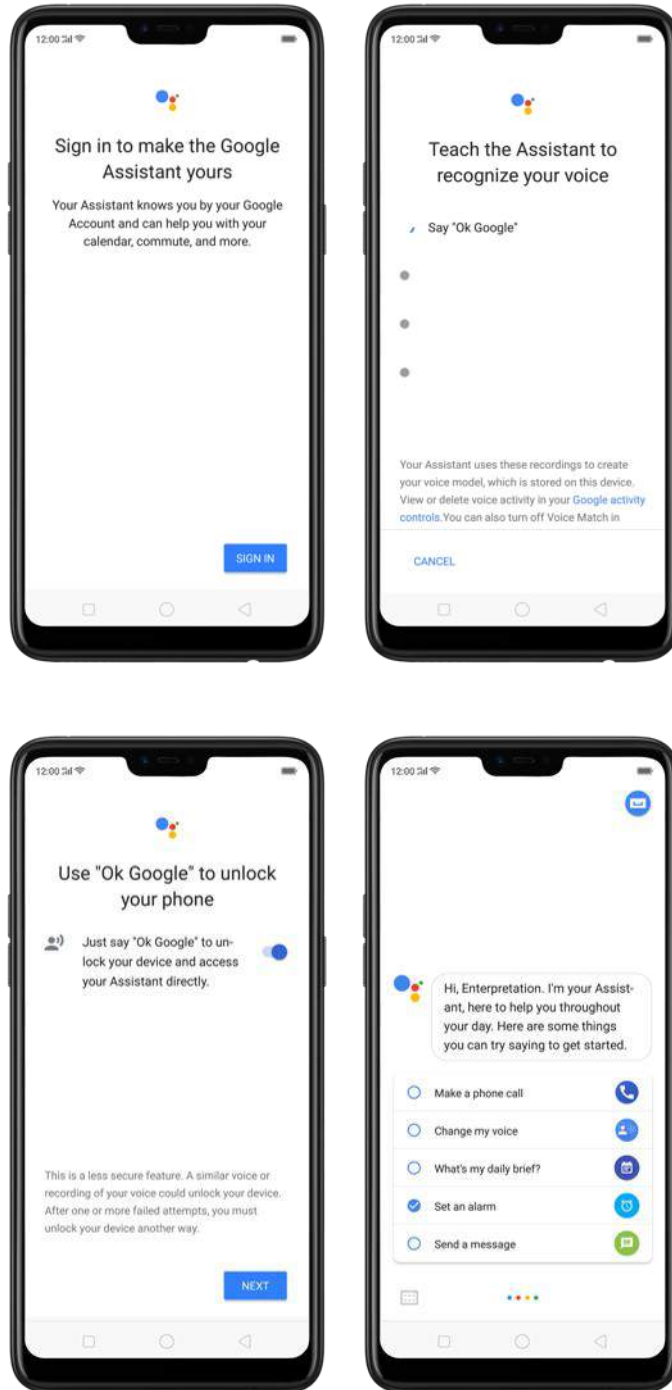 12:00
Sign in to make the Google
Assistant yours
Your Assistant knows you by your Google
Account and can help you with your
calendar, commute, and more.
SIGN IN
12:00
Teach the Assistant to
recognize your voice
Say "Ok Google"
Your Assistant uses these recordings to create
your voice model, which is stored on this device.
View or delete voice activity in your Google activity
controls.You can also turn off Voice Match in
CANCEL
12:00
Use "Ok Google" to unlock
your phone
Just say "Ok Google" to un-
lock your device and access
your Assistant directly.
This is a less secure feature. A similar voice or
recording of your voice could unlock your device.
After one or more failed attempts, you must
unlock your device another way.
NEXT
12:00
Hi, Enterpretation. I'm your Assist-
ant, here to help you throughout
your day. Here are some things
you can try saying to get started.
Make a phone call
Change my voice
What's my daily brief?
Set an alarm
Send a message